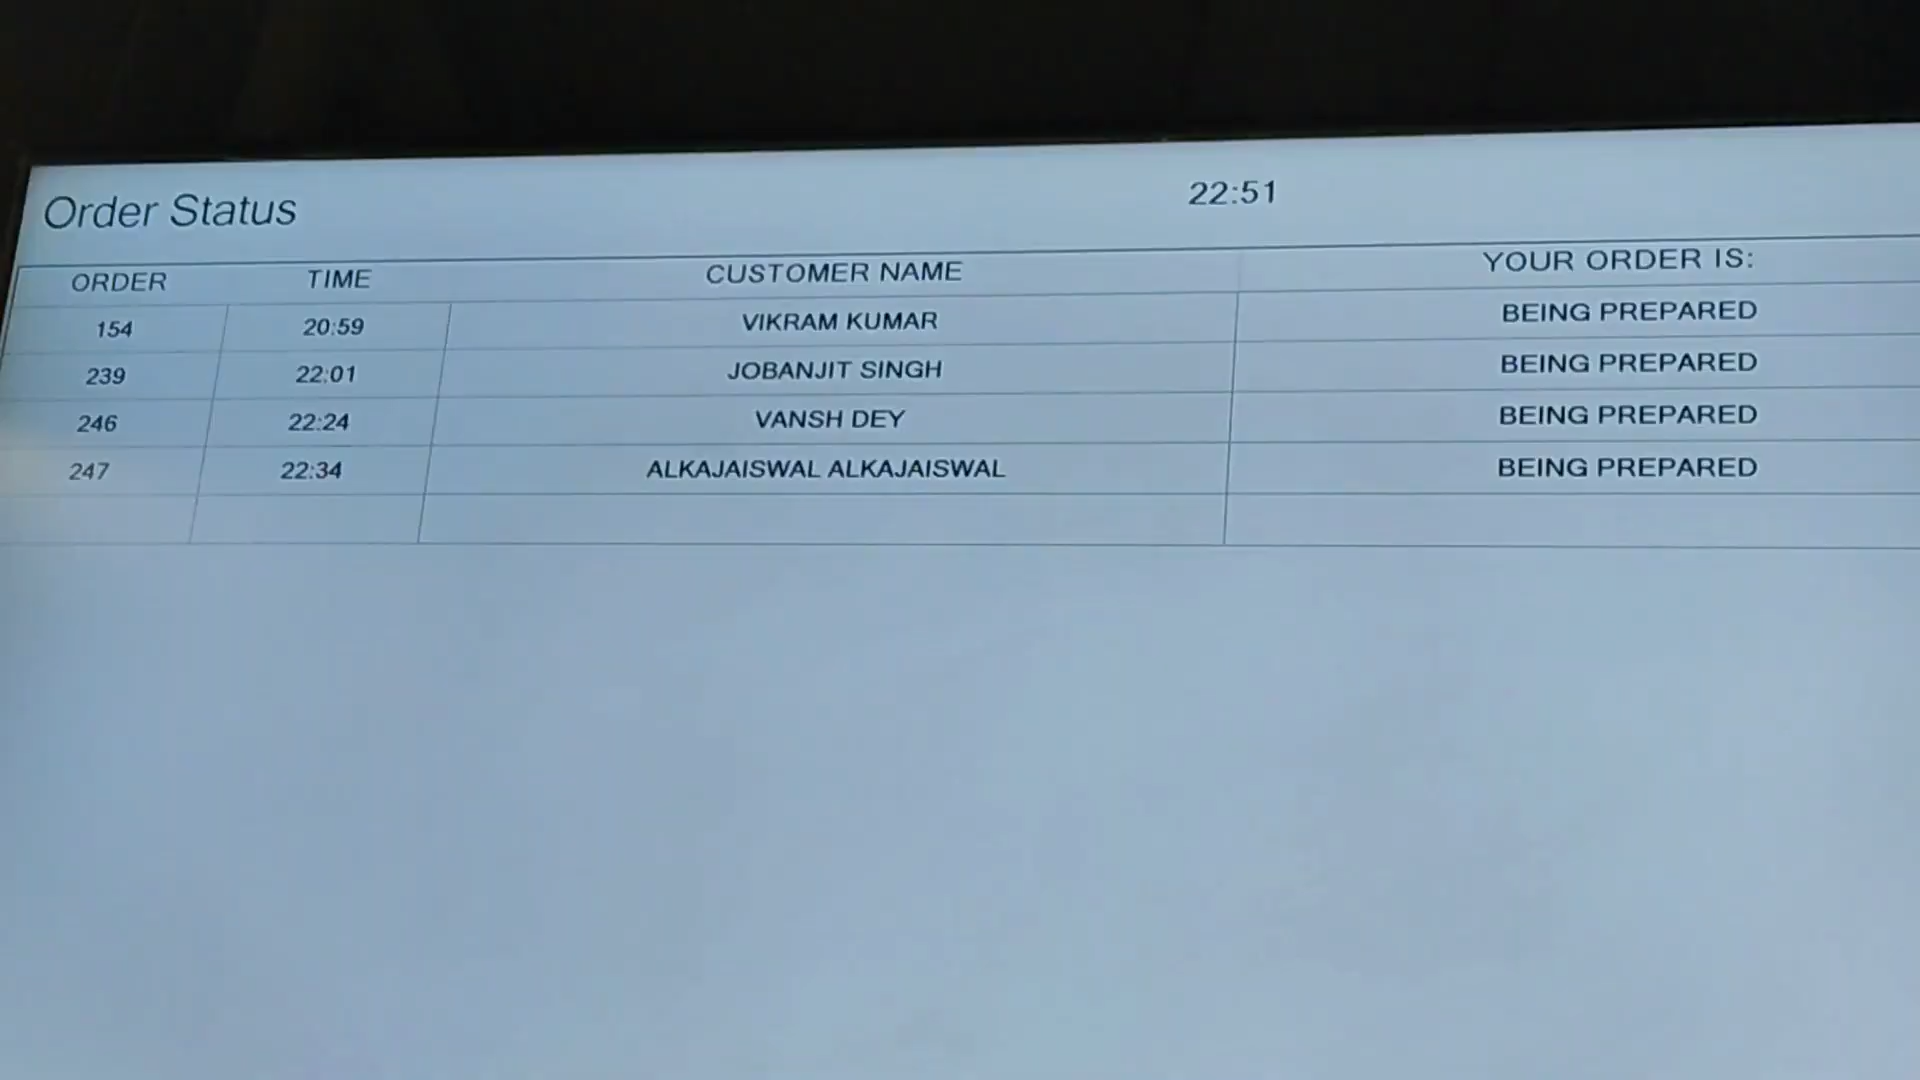 Order Status 22:51
ORDER TIME CUSTOMER NAME YOUR ORDER IS:
154 20:59 VIKRAM KUMAR BEING PREPARED
239 22:01 JOBANJIT SINGH BEING PREPARED
246 22:24 VANSH DEY BEING PREPARED
247 22:34 ALKAJAISWAL ALKAJAISWAL BEING PREPARED